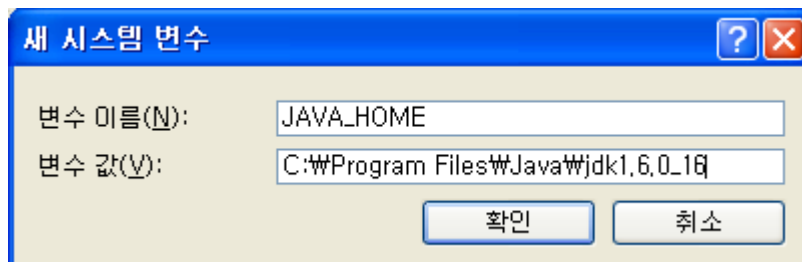 새 시스템 변수
변수 이름(N): JAVA_HOME
변수 값(V): C:₩Program Files₩Java₩jdk1,6,0_16
확인 취소